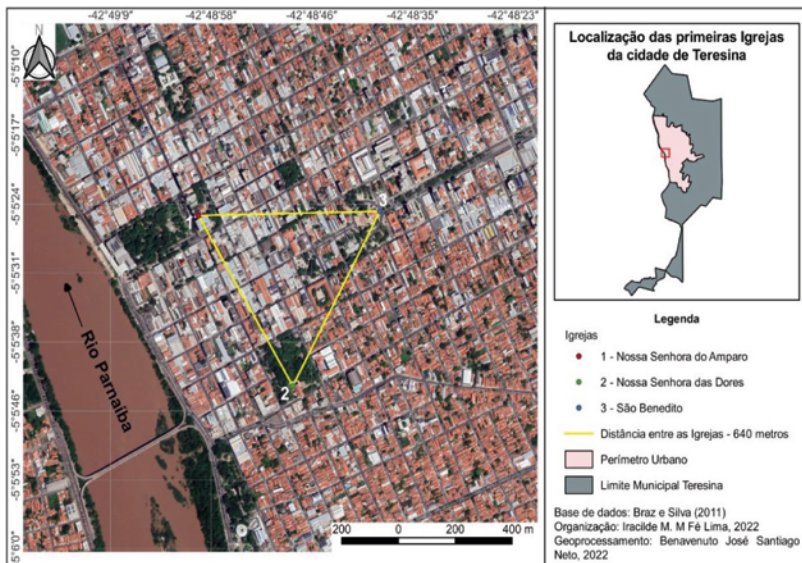 -42°49'9" -42°48'58" -42°48'46" -42°48'35" -42°48'23"
N
-5°5'10"
-5°5'17"
-5°5'24"
-5°5'31"
-5°5'38"
-5°5'46"
-5°5'53"
-5°6'0"
1
3
2
Rio Parnaíba
200 0 200 400 m
Localização das primeiras Igrejas
da cidade de Teresina
Legenda
Igrejas
1 - Nossa Senhora do Amparo
2 - Nossa Senhora das Dores
3 - São Benedito
Distância entre as Igrejas - 640 metros
Perímetro Urbano
Limite Municipal Teresina
Base de dados: Braz e Silva (2011)
Organização: Iracilde M. M Fé Lima, 2022
Geoprocessamento: Benavenuto José Santiago
Neto, 2022